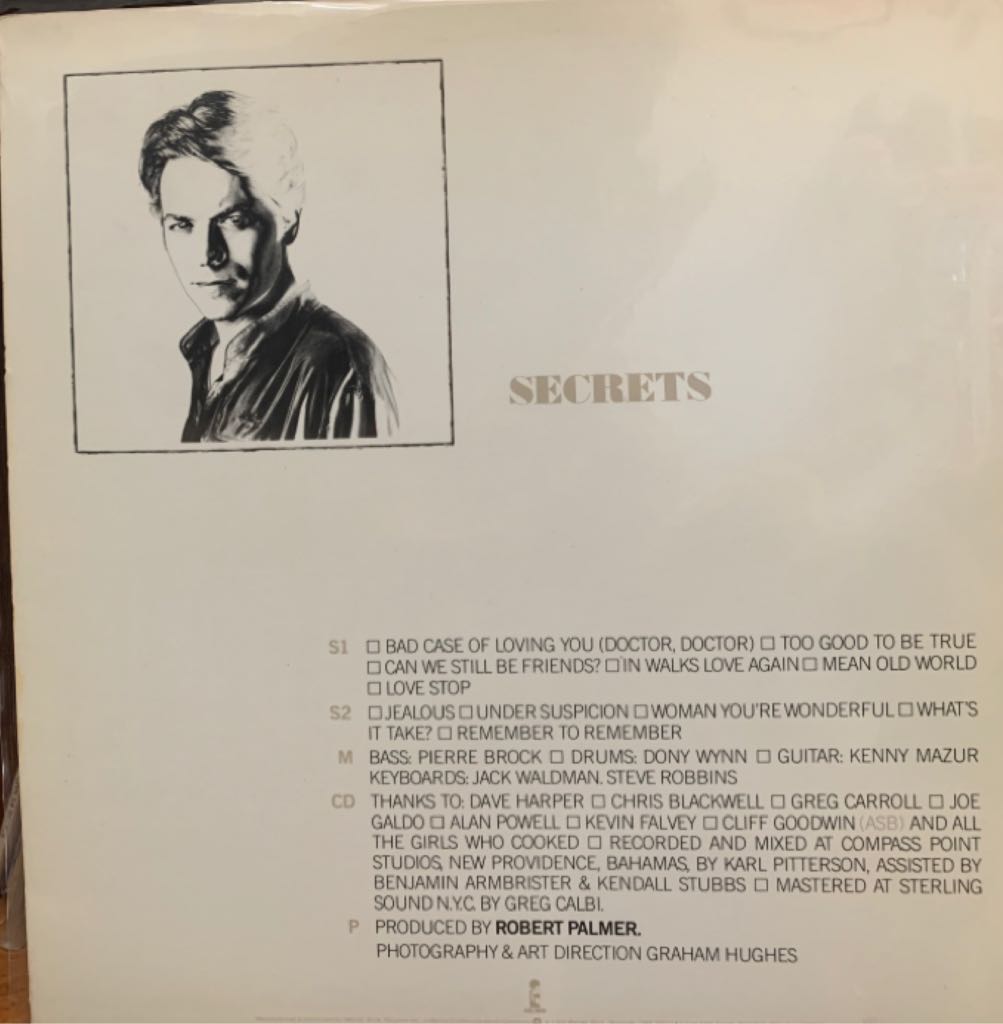 SECRETS
S1 □ BAD CASE OF LOVING YOU (DOCTOR, DOCTOR) □ TOO GOOD TO BE TRUE
□ CAN WE STILL BE FRIENDS? □ IN WALKS LOVE AGAIN □ MEAN OLD WORLD
□ LOVE STOP
S2 □ JEALOUS □ UNDER SUSPICION □ WOMAN YOU'RE WONDERFUL □ WHAT'S
IT TAKE? □ REMEMBER TO REMEMBER
M BASS: PIERRE BROCK □ DRUMS: DONY WYNN □ GUITAR: KENNY MAZUR
KEYBOARDS: JACK WALDMAN. STEVE ROBBINS
CD THANKS TO: DAVE HARPER □ CHRIS BLACKWELL □ GREG CARROLL □ JOE
GALDO □ ALAN POWELL □ KEVIN FALVEY □ CLIFF GOODWIN (ASB) AND ALL
THE GIRLS WHO COOKED □ RECORDED AND MIXED AT COMPASS POINT
STUDIOS, NEW PROVIDENCE, BAHAMAS, BY KARL PITTERSON, ASSISTED BY
BENJAMIN ARMBRISTER & KENDALL STUBBS □ MASTERED AT STERLING
SOUND N.Y.C. BY GREG CALBI.
P PRODUCED BY ROBERT PALMER.
PHOTOGRAPHY & ART DIRECTION GRAHAM HUGHES